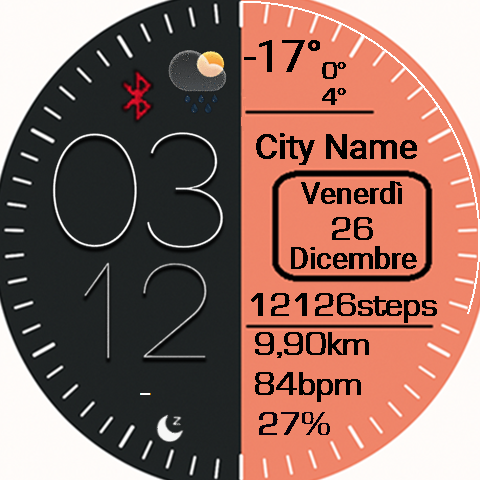 -17°
0°
4°
03
12
City Name
Venerdì
26
Dicembre
12126steps
9,90km
84bpm
27%
z